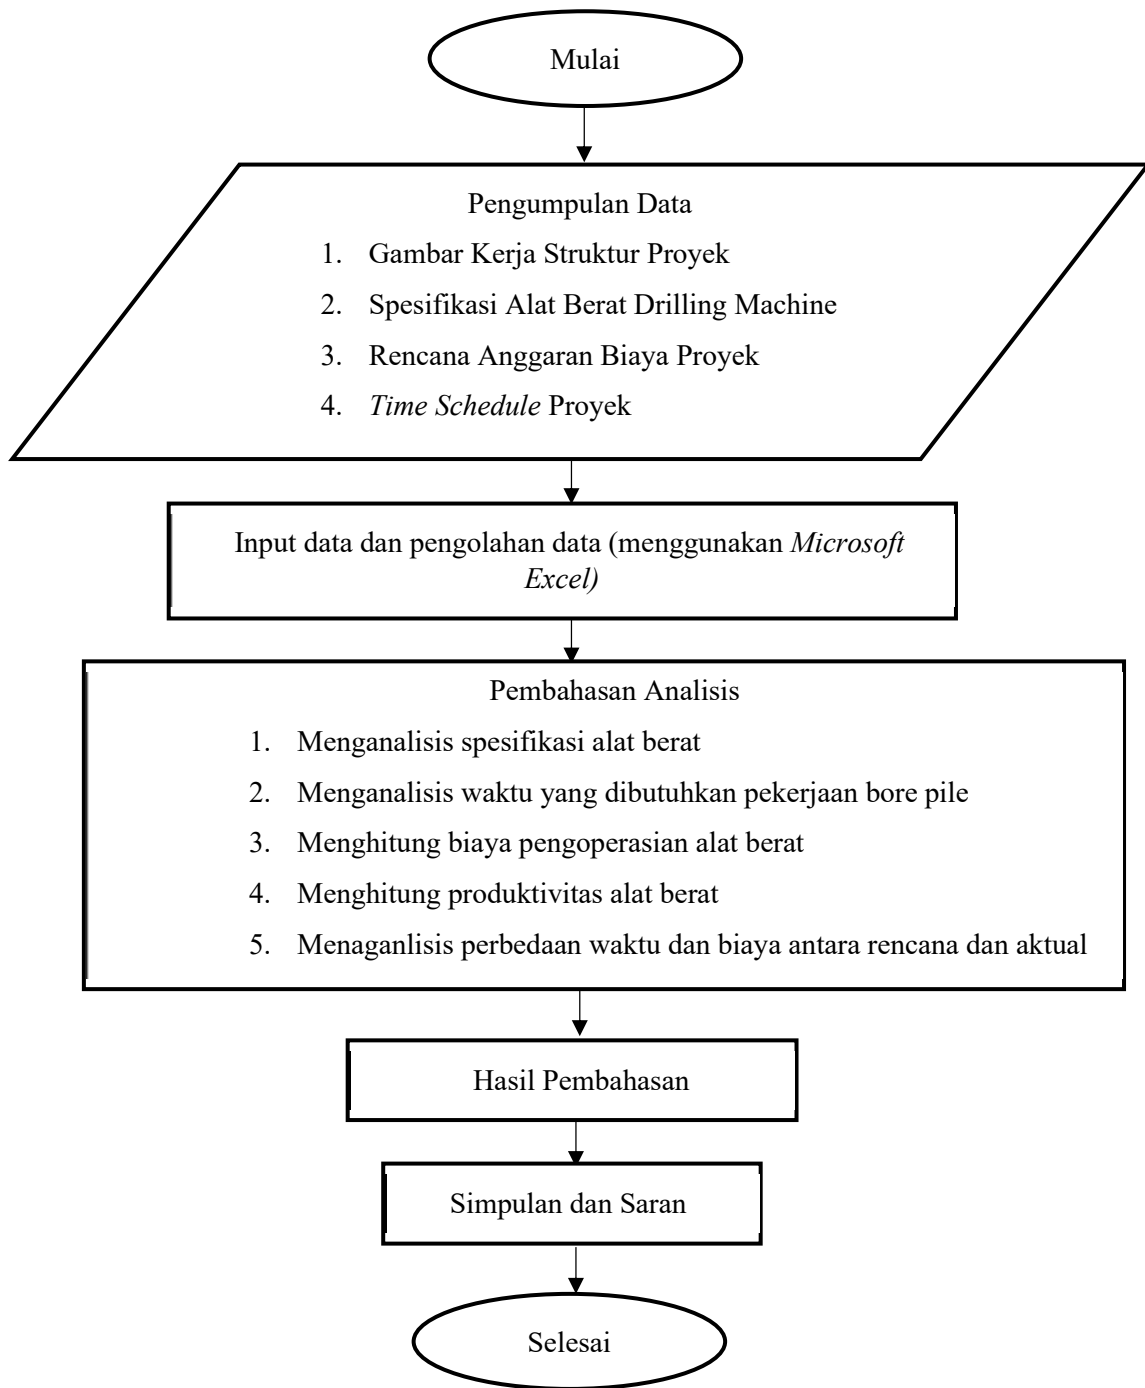 Mulai
Pengumpulan Data
1. Gambar Kerja Struktur Proyek
2. Spesifikasi Alat Berat Drilling Machine
3. Rencana Anggaran Biaya Proyek
4. Time Schedule Proyek
Input data dan pengolahan data (menggunakan Microsoft
Excel)
Pembahasan Analisis
1. Menganalisis spesifikasi alat berat
2. Menganalisis waktu yang dibutuhkan pekerjaan bore pile
3. Menghitung biaya pengoperasian alat berat
4. Menghitung produktivitas alat berat
5. Menaganlisis perbedaan waktu dan biaya antara rencana dan aktual
Hasil Pembahasan
Simpulan dan Saran
Selesai